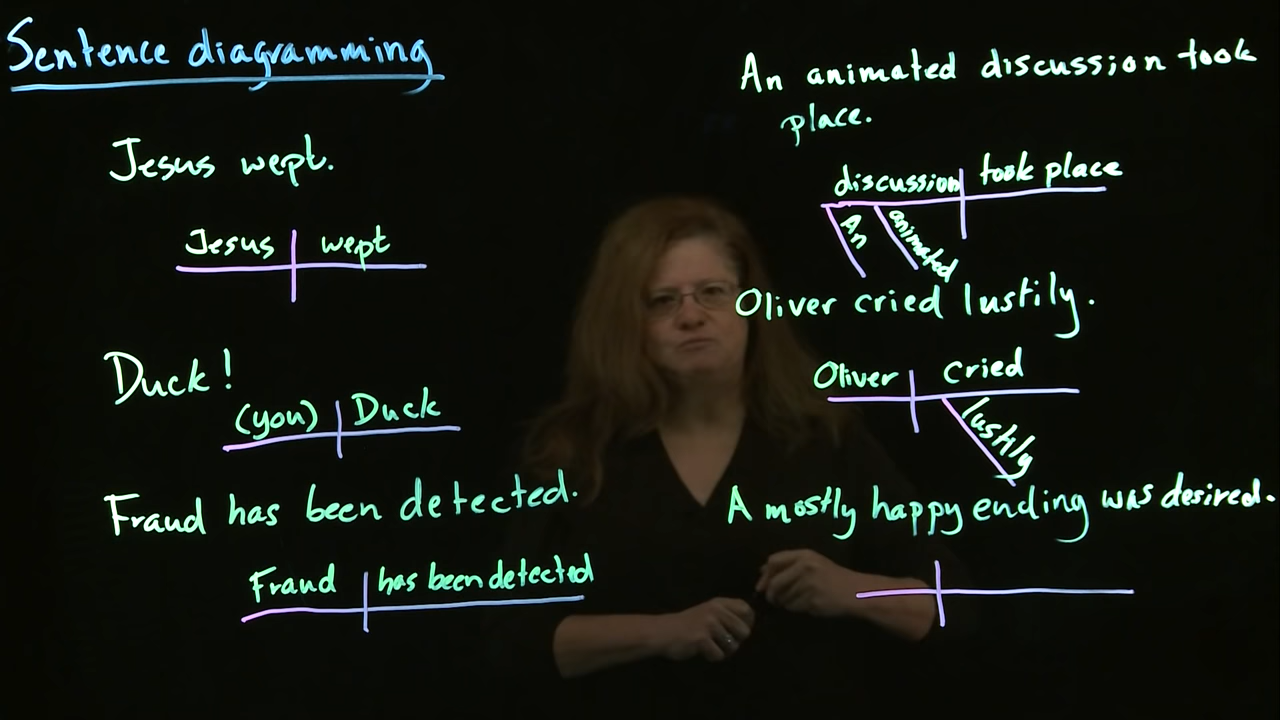 Sentence diagramming
Jesus wept.
Jesus wept
Duck!
(you) Duck
Fraud has been detected.
Fraud has been detected
An animated discussion took
place.
discussion took place
An animated
Oliver cried lustily.
Oliver cried
lustily
A mostly happy ending was desired.